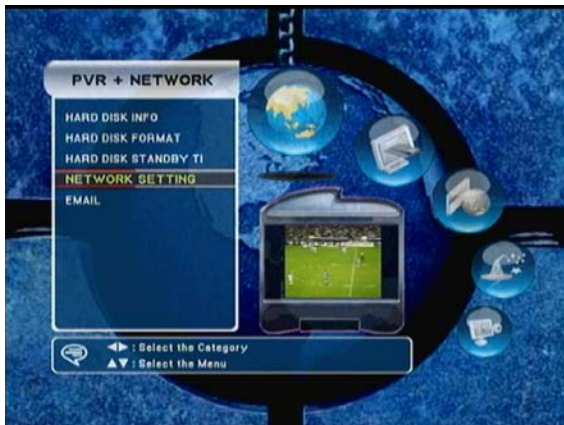 PVR + NETWORK
HARD DISK INFO
HARD DISK FORMAT
HARD DISK STANDBY TI
NETWORK SETTING
EMAIL
◀▶ : Select the Category
▲▼ : Select the Menu